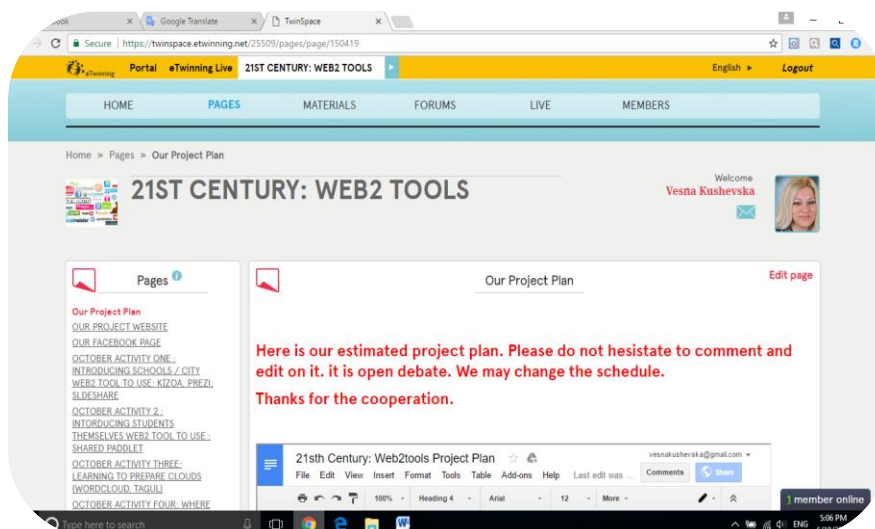 Google Translate
TwinSpace
Secure | https://twinspace.etwinning.net/25509/pages/page/150419
eTwinning Portal eTwinning Live 21ST CENTURY: WEB2 TOOLS English Logout
HOME PAGES MATERIALS FORUMS LIVE MEMBERS
Home » Pages » Our Project Plan
21ST CENTURY: WEB2 TOOLS
Welcome
Vesna Kushevska
Pages
Our Project Plan
OUR PROJECT WEBSITE
OUR FACEBOOK PAGE
OCTOBER ACTIVITY ONE :
INTRODUCING SCHOOLS / CITY
WEB2 TOOL TO USE: KİZOA, PREZI,
SLDESHARE
OCTOBER ACTIVITY 2 :
INTORDUCING STUDENTS
THEMSELVES WEB2 TOOL TO USE :
SHARED PADDLET
OCTOBER ACTIVITY THREE:
LEARNING TO PREPARE CLOUDS
(WORDCLOUD, TAGUL)
OCTOBER ACTIVITY FOUR: WHERE
Our Project Plan
Edit page
Here is our estimated project plan. Please do not hesistate to comment and
edit on it. it is open debate. We may change the schedule.
Thanks for the cooperation.
21sth Century: Web2tools Project Plan
vesnakushevska@gmail.com
File Edit View Insert Format Tools Table Add-ons Help Last edit was ...
Comments Share
100% Heading 4 Arial 12 More
1 member online
Type here to search
ENG 5:06 PM